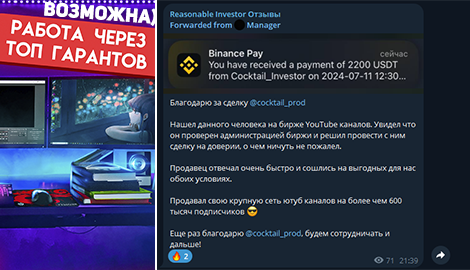 ВОЗМОЖНА)
РАБОТА ЧЕРЕЗ
ТОП ГАРАНТОВ
Reasonable Investor Отзывы
Forwarded from Manager
Binance Pay
сейчас
You have received a payment of 2200 USDT
from Cocktail_Investor on 2024-07-11 12:30...
Благодарю за сделку @cocktail_prod
Нашел данного человека на бирже YouTube каналов. Увидел что
он проверен администрацией биржи и решил провести с ним
сделку на доверии, о чем ничуть не пожалел.
Продавец отвечал очень быстро и сошлись на выгодных для нас
обоих условиях.
Продавал свою крупную сеть ютуб каналов на более чем 600
тысяч подписчиков 😎
Еще раз благодарю @cocktail_prod, будем сотрудничать и
дальше!
🔥 2
71 21:39